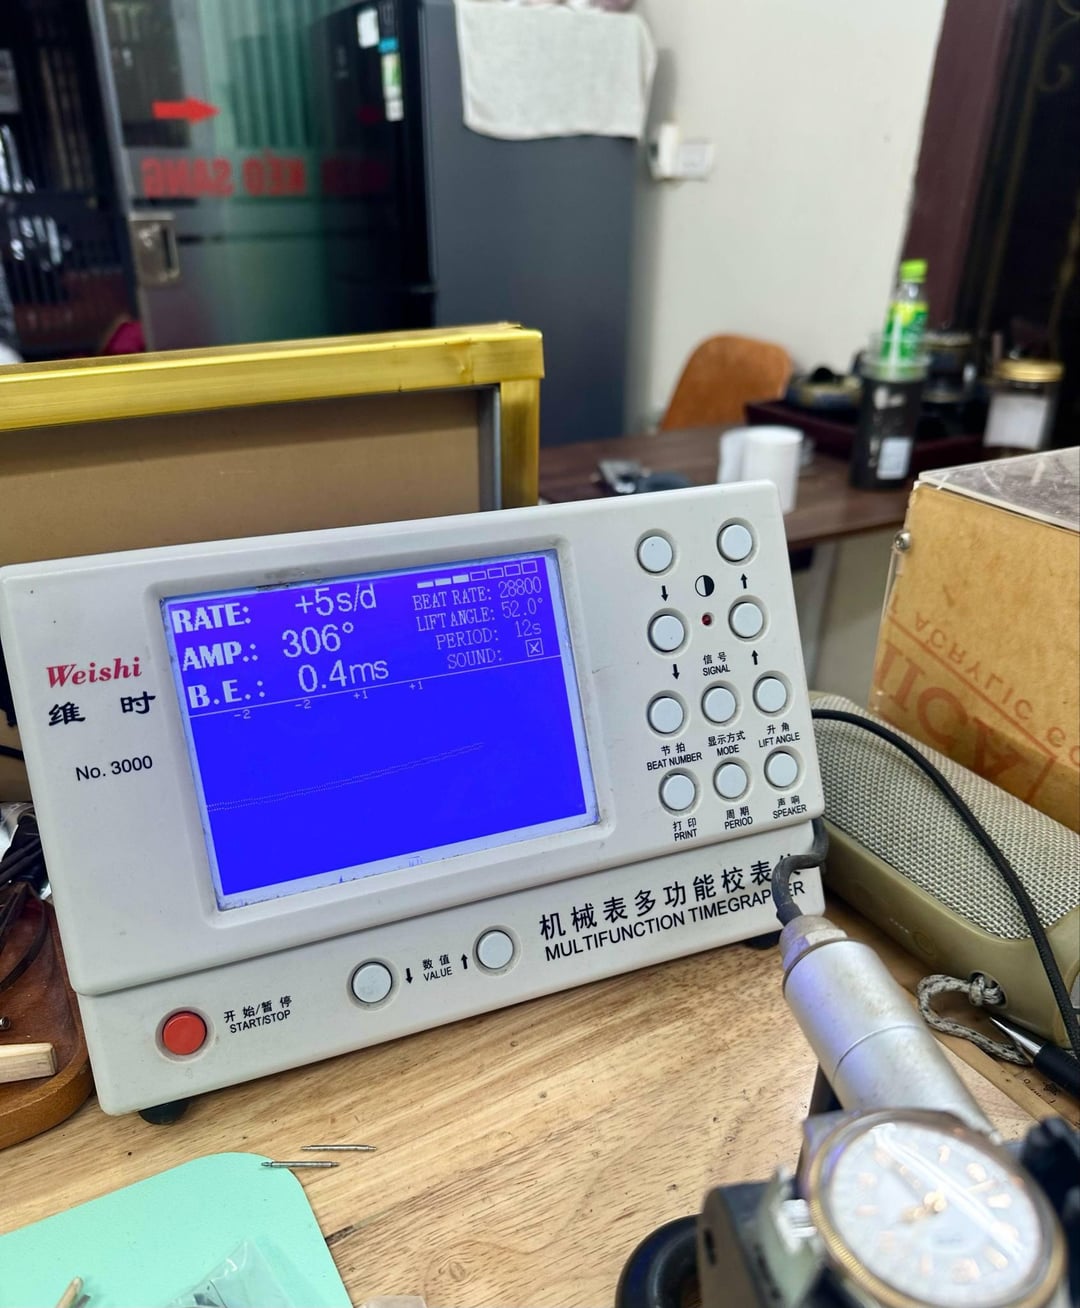 KÉO SANG
RATE: +5s/d
AMP.: 306°
B.E.: 0.4ms
BEAT RATE: 28800
LIFT ANGLE: 52.0°
PERIOD: 12s
SOUND:
-2 -2 +1 +1
Weishi
维 时
No. 3000
信 号
SIGNAL
节 拍
BEAT NUMBER
显示方式
MODE
升 角
LIFT ANGLE
打 印
PRINT
周 期
PERIOD
声 响
SPEAKER
机械表多功能校表
MULTIFUNCTION TIMEGRAPHER
数 值
VALUE
开 始/暂 停
START/STOP
ACRYLIC